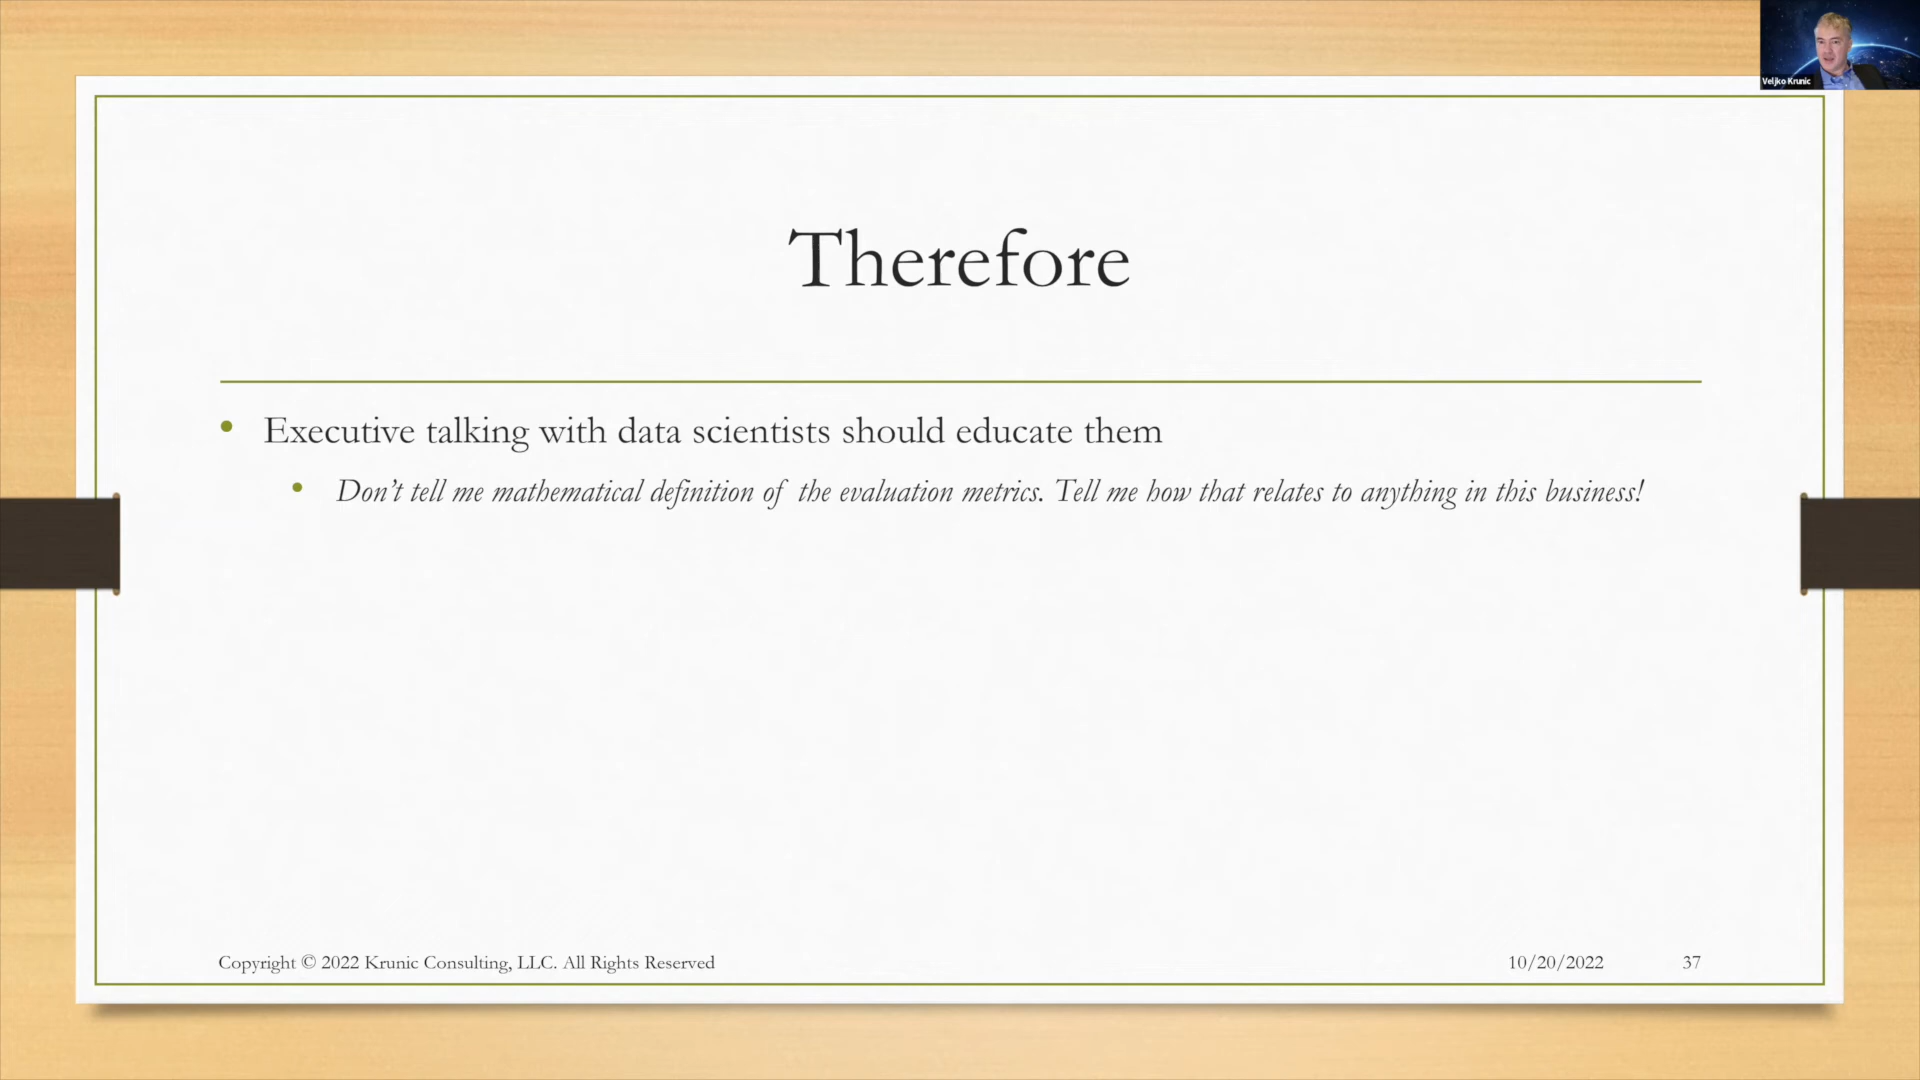 Veljko Krunic
Therefore
• Executive talking with data scientists should educate them
• Don’t tell me mathematical definition of the evaluation metrics. Tell me how that relates to anything in this business!
Copyright © 2022 Krunic Consulting, LLC. All Rights Reserved
10/20/2022
37